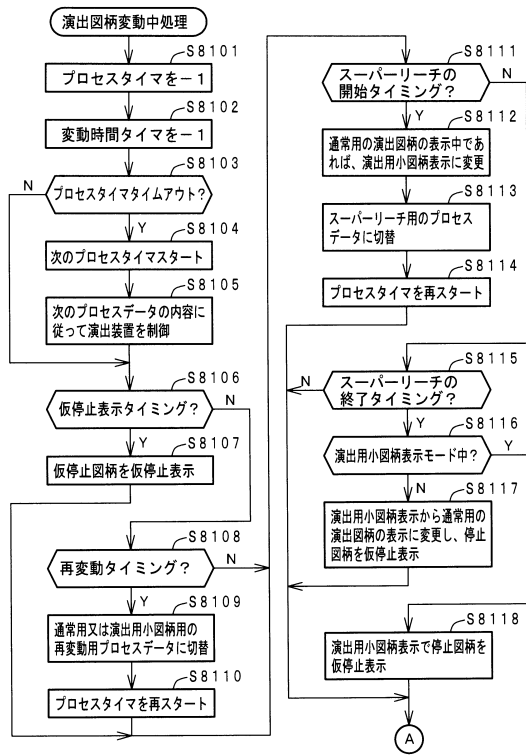 演出図柄変動中処理
S8101
プロセスタイマを－1
S8102
変動時間タイマを－1
S8103
プロセスタイマタイムアウト？
N
Y
S8104
次のプロセスタイマスタート
S8105
次のプロセスデータの内容に
従って演出装置を制御
S8106
仮停止表示タイミング？
N
Y
S8107
仮停止図柄を仮停止表示
S8108
再変動タイミング？
N
Y
S8109
通常用又は演出用小図柄用の
再変動用プロセスデータに切替
S8110
プロセスタイマを再スタート
S8111
スーパーリーチの
開始タイミング？
N
Y
S8112
通常用の演出図柄の表示中であ
れば、演出用小図柄表示に変更
S8113
スーパーリーチ用のプロセス
データに切替
S8114
プロセスタイマを再スタート
S8115
スーパーリーチの
終了タイミング？
N
Y
S8116
演出用小図柄表示モード中？
Y
N
S8117
演出用小図柄表示から通常用の
演出図柄の表示に変更し、停止
図柄を仮停止表示
S8118
演出用小図柄表示で停止図柄を
仮停止表示
A